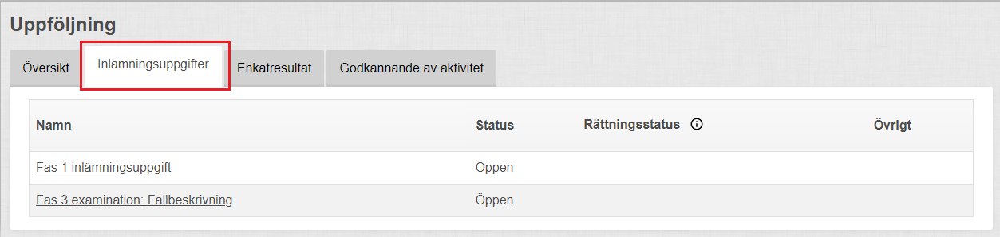 Uppföljning
Översikt Inlämningsuppgifter Enkätresultat Godkännande av aktivitet
Namn Status Rättningsstatus Övrigt
Fas 1 inlämningsuppgift Öppen
Fas 3 examination: Fallbeskrivning Öppen